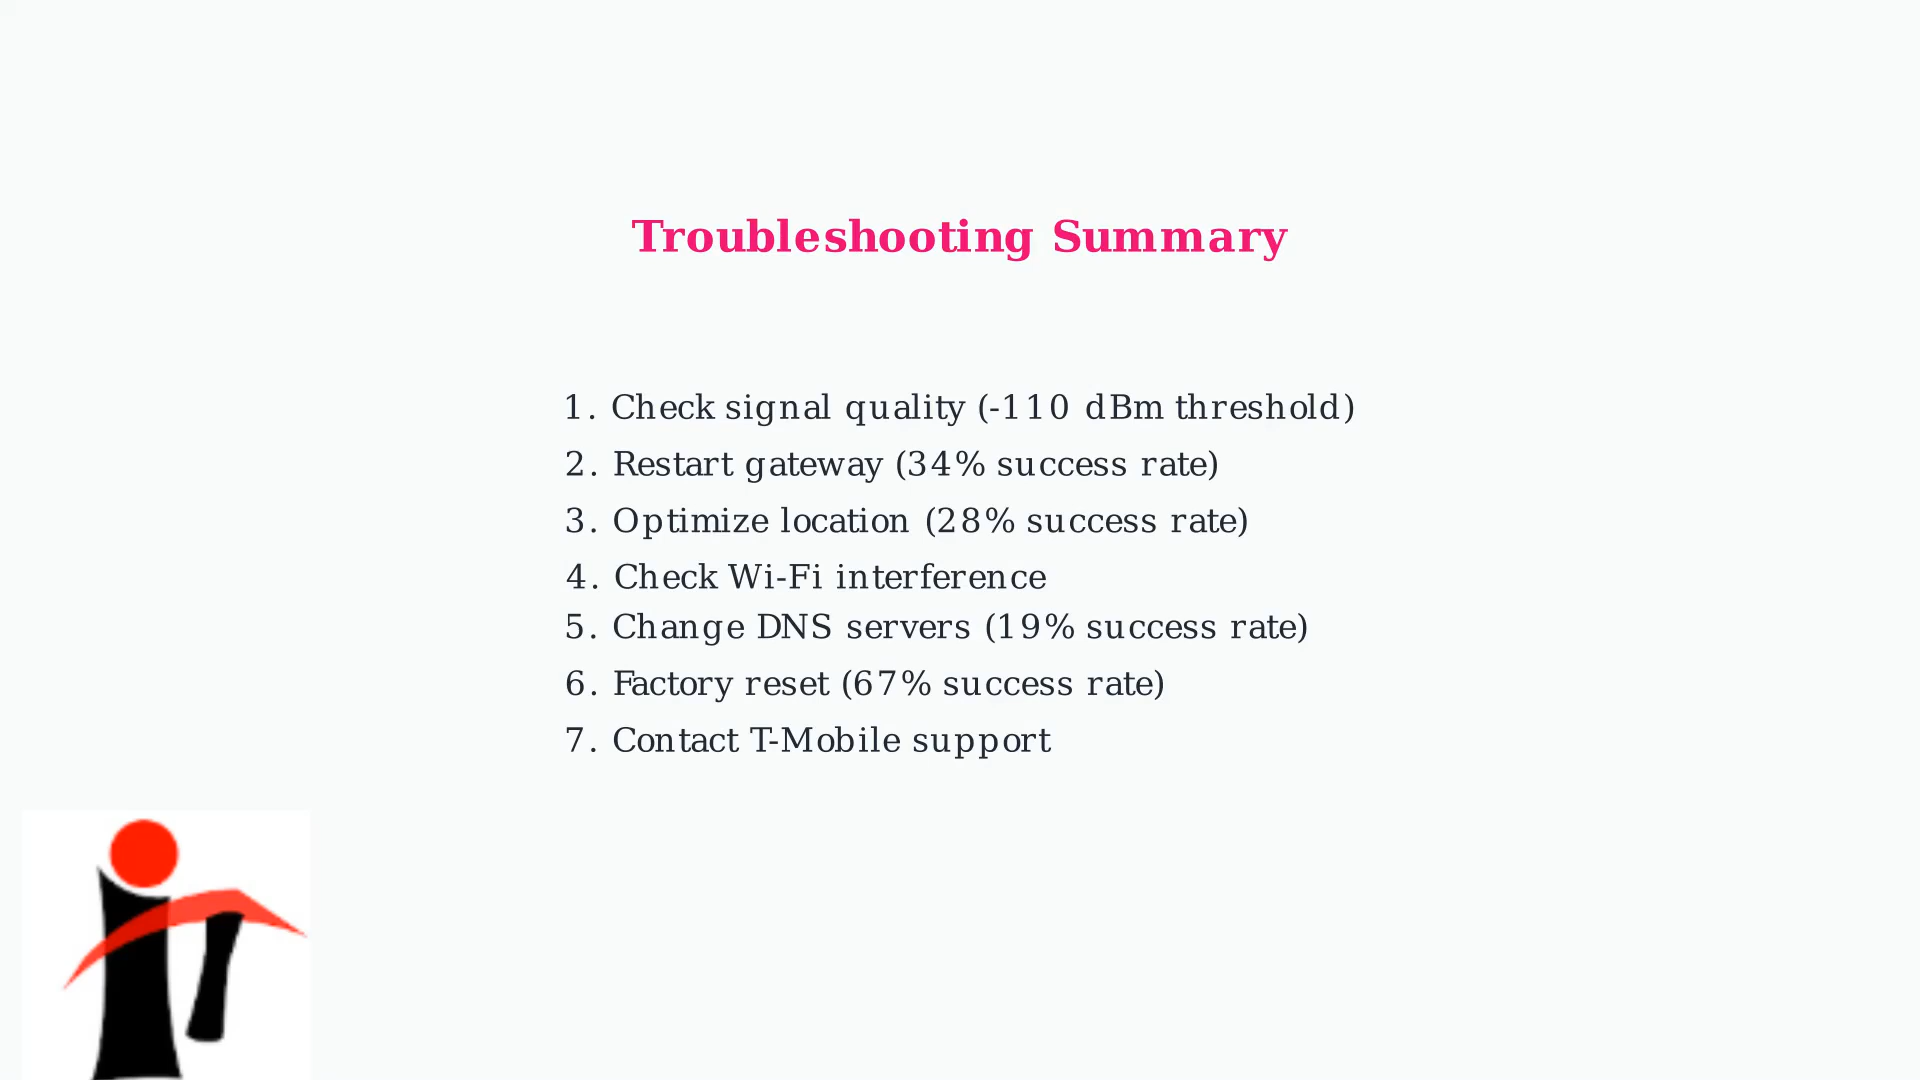 Troubleshooting Summary
1. Check signal quality (-110 dBm threshold)
2. Restart gateway (34% success rate)
3. Optimize location (28% success rate)
4. Check Wi-Fi interference
5. Change DNS servers (19% success rate)
6. Factory reset (67% success rate)
7. Contact T-Mobile support